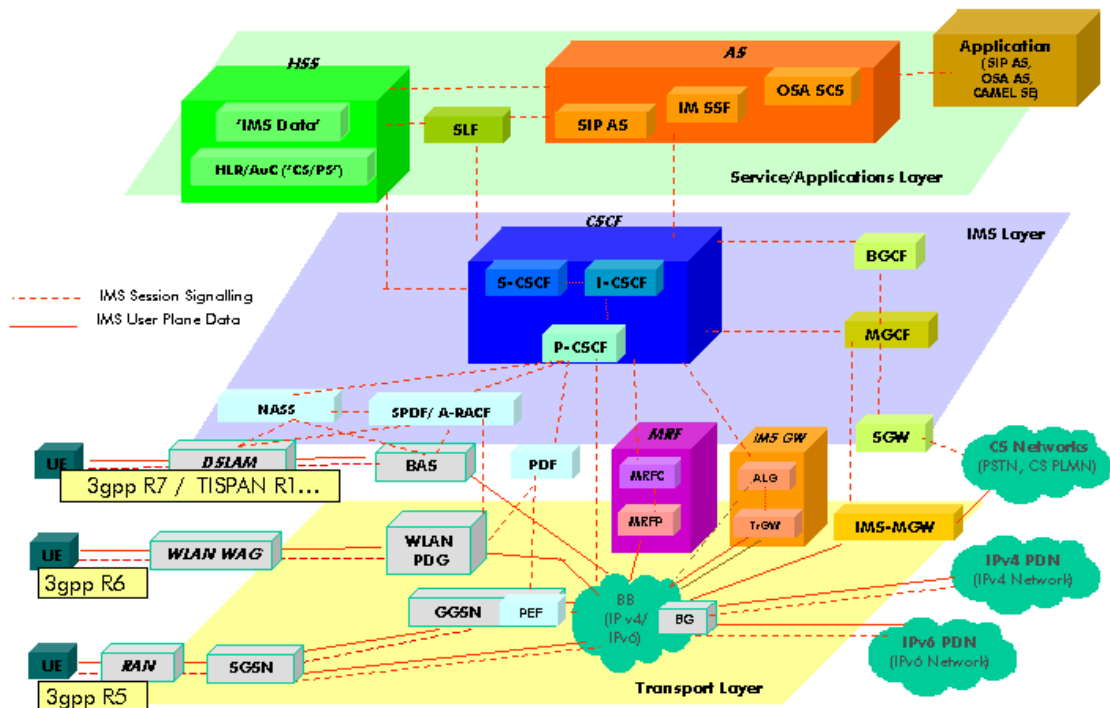 HSS
'IMS Data'
HLR/AuC ('CS/PS')
SLF
AS
SIP AS
IM SSF
OSA SCS
Application
(SIP AS,
OSA AS,
CAMEL SE)
Service/Applications Layer
IMS Layer
CSCF
S-CSCF
I-CSCF
P-CSCF
BGCF
MGCF
IMS Session Signalling
IMS User Plane Data
NASS
SPDF/ A-RACF
UE
DSLAM
BAS
PDF
MRF
MRFC
MRFP
IMS GW
ALG
TrGW
SGW
CS Networks
(PSTN, CS PLMN)
3gpp R7 / TISPAN R1...
UE
WLAN WAG
WLAN
PDG
IMS-MGW
3gpp R6
IPv4 PDN
(IPv4 Network)
GGSN
PEF
BB
(IP v4/
IPv6)
BG
IPv6 PDN
(IPv6 Network)
UE
RAN
SGSN
3gpp R5
Transport Layer